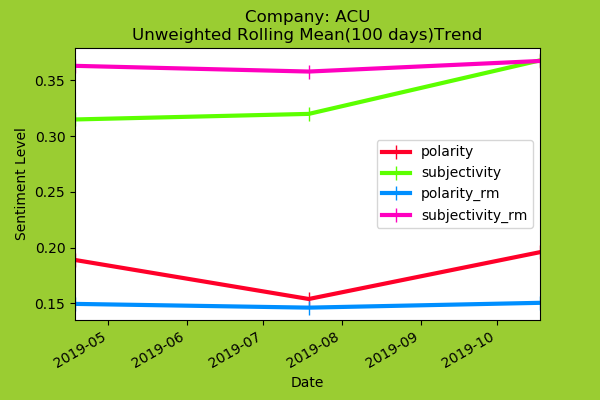 Company: ACU
Unweighted Rolling Mean(100 days)Trend
Sentiment Level
0.35
0.30
0.25
0.20
0.15
polarity
subjectivity
polarity_rm
subjectivity_rm
2019-05
2019-06
2019-07
2019-08
2019-09
2019-10
Date